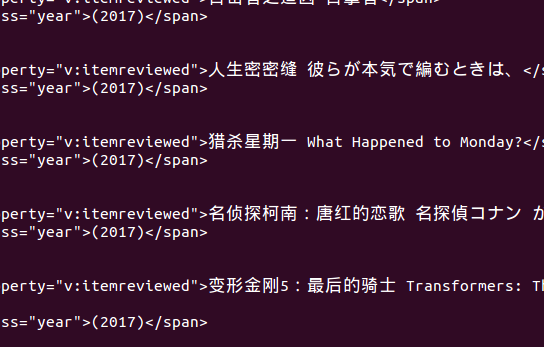 ss="year">(2017)</span>
perty="v:itemreviewed">人生密密缝 彼らが本気で編むときは、</s
ss="year">(2017)</span>
perty="v:itemreviewed">猎杀星期一 What Happened to Monday?</s
ss="year">(2017)</span>
perty="v:itemreviewed">名侦探柯南：唐红的恋歌 名探偵コナン か
ss="year">(2017)</span>
perty="v:itemreviewed">变形金刚5：最后的骑士 Transformers: Th
ss="year">(2017)</span>